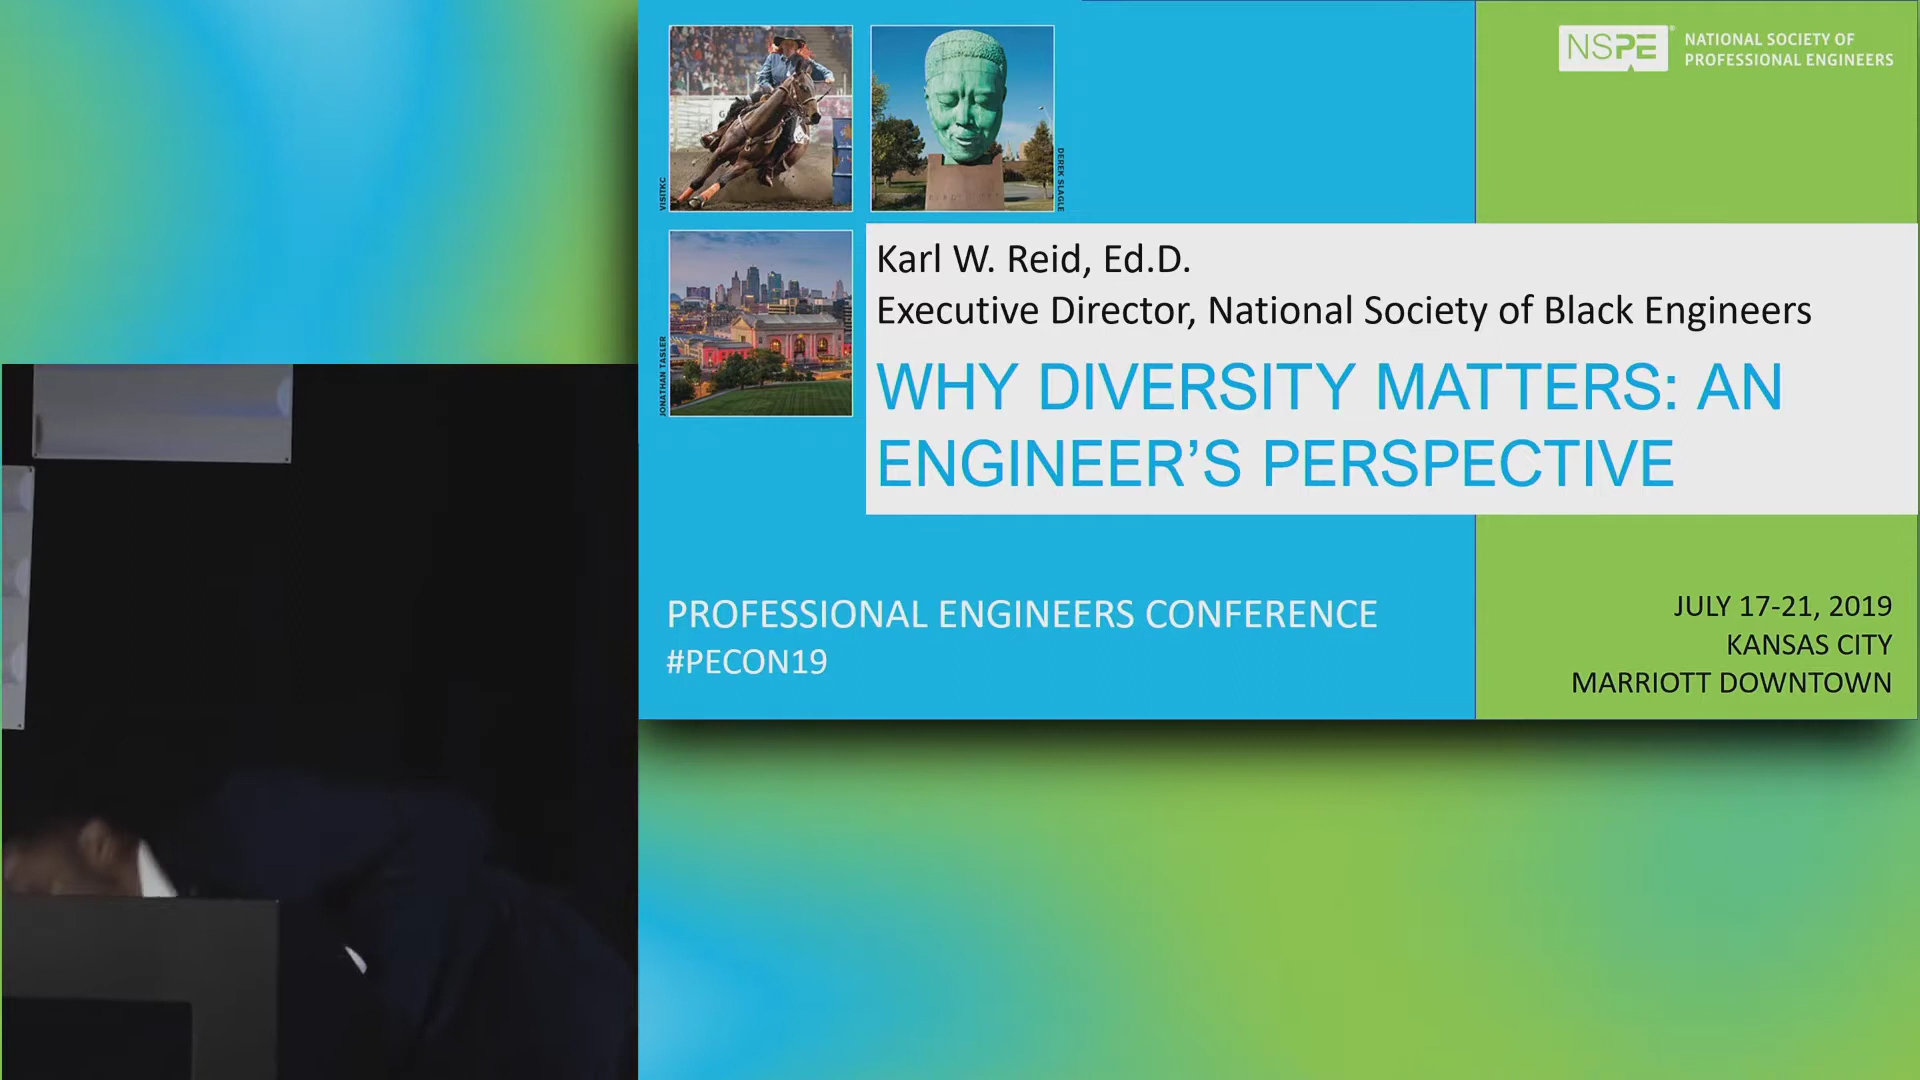 NSPE
NATIONAL SOCIETY OF
PROFESSIONAL ENGINEERS
VISITKC
DEREK SLAGLE
JONATHAN TASLER
Karl W. Reid, Ed.D.
Executive Director, National Society of Black Engineers
WHY DIVERSITY MATTERS: AN
ENGINEER’S PERSPECTIVE
PROFESSIONAL ENGINEERS CONFERENCE
#PECON19
JULY 17-21, 2019
KANSAS CITY
MARRIOTT DOWNTOWN